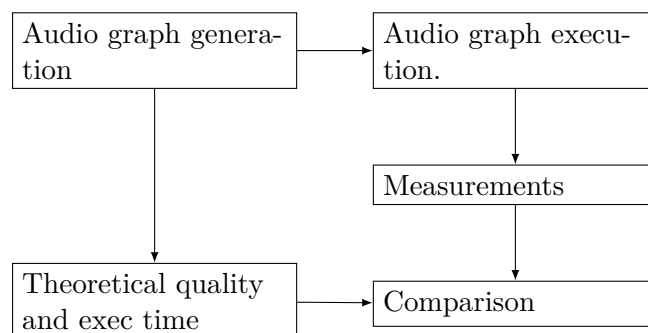 Audio graph genera-
tion
Audio graph execu-
tion.
Measurements
Theoretical quality
and exec time
Comparison